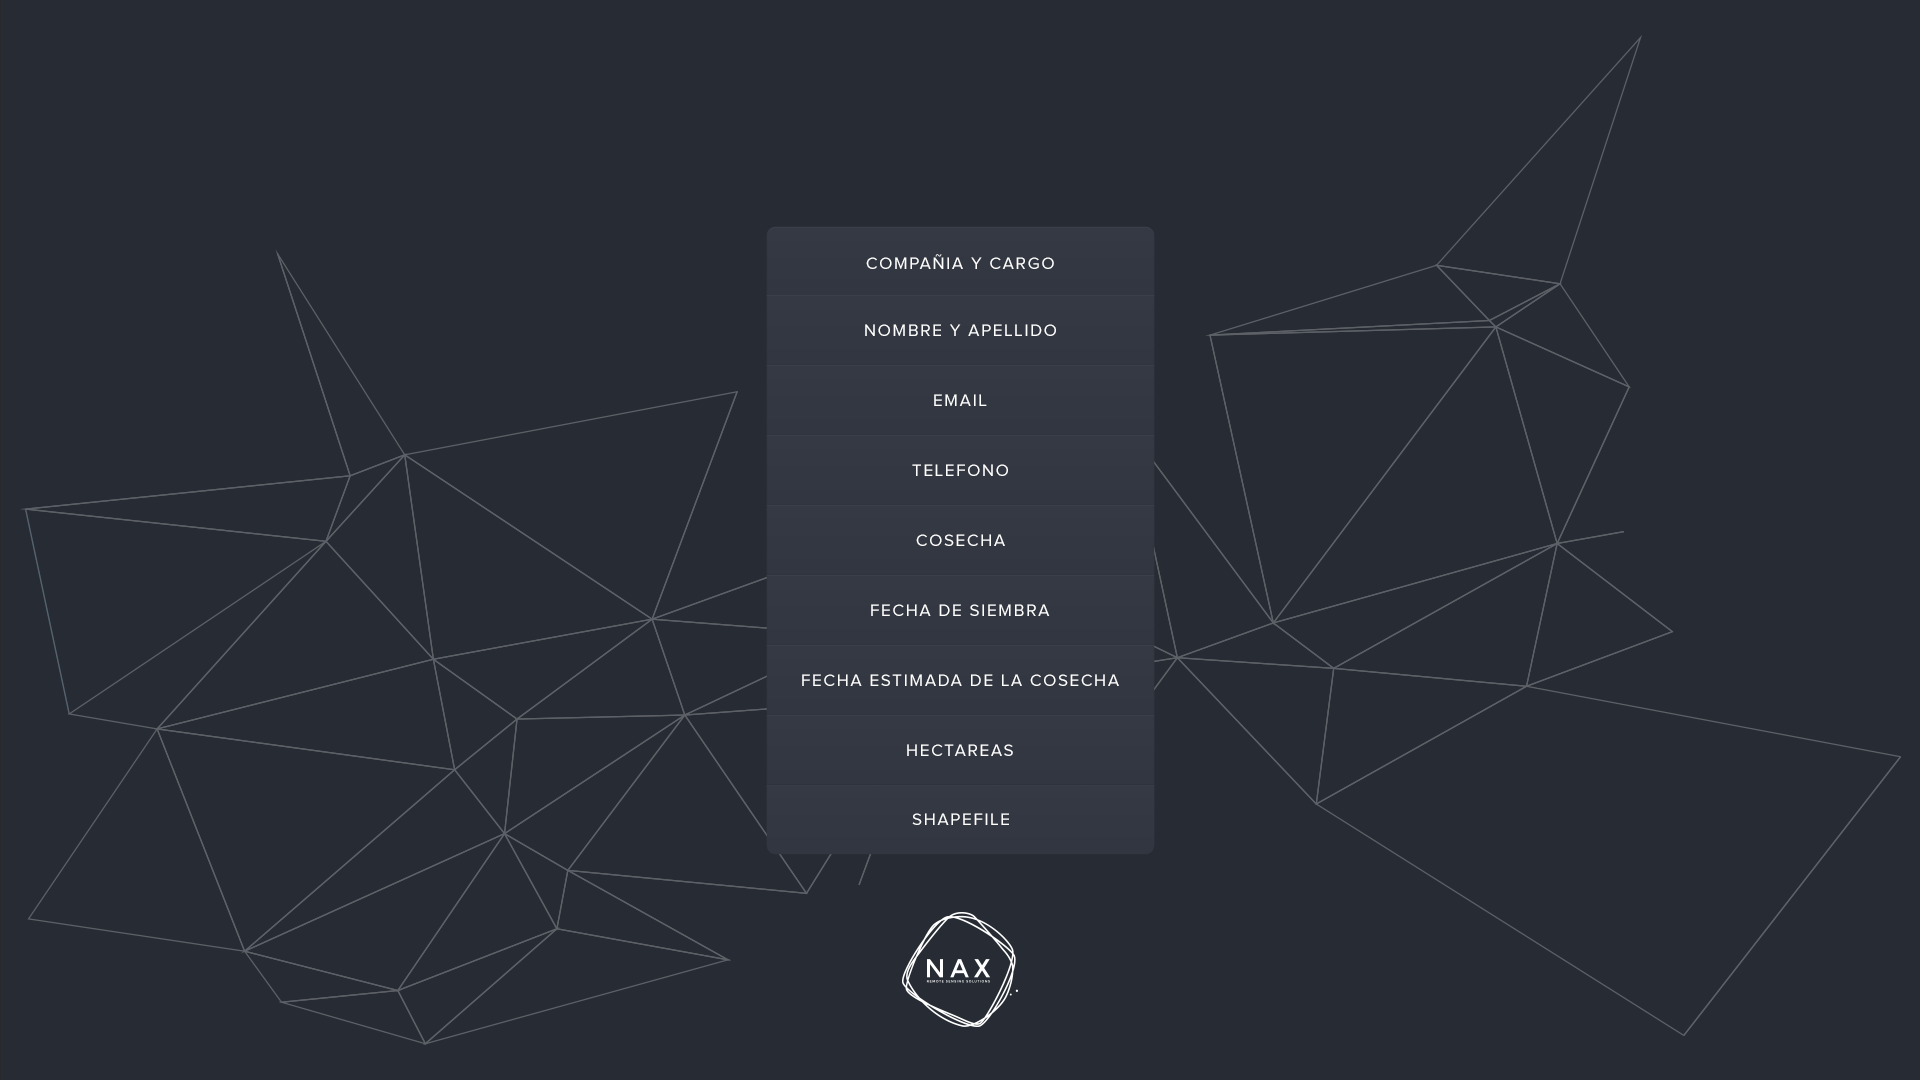 COMPAÑIA Y CARGO
NOMBRE Y APELLIDO
EMAIL
TELEFONO
COSECHA
FECHA DE SIEMBRA
FECHA ESTIMADA DE LA COSECHA
HECTAREAS
SHAPEFILE
NAX
REMOTE SENSING SOLUTIONS